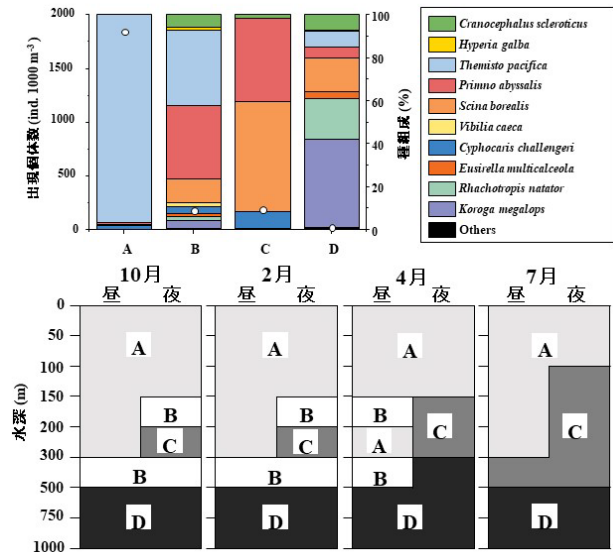 出現個体数 (ind. 1000 m⁻³)
2000
1500
1000
500
0
A
B
C
D
100
80
60
40
20
0
種組成 (%)
Cranocephalus scleroticus
Hyperia galba
Themisto pacifica
Primno abyssalis
Scina borealis
Vibilia caeca
Cyphocaris challengeri
Eusirella multicalceola
Rhachotropis natator
Koroga megalops
Others
10月
2月
4月
7月
昼 夜
昼 夜
昼 夜
昼 夜
水深 (m)
0
50
100
150
200
300
500
1000
A
B
C
B
D
A
B
C
B
D
A
B
C
A
B
D
A
C
D